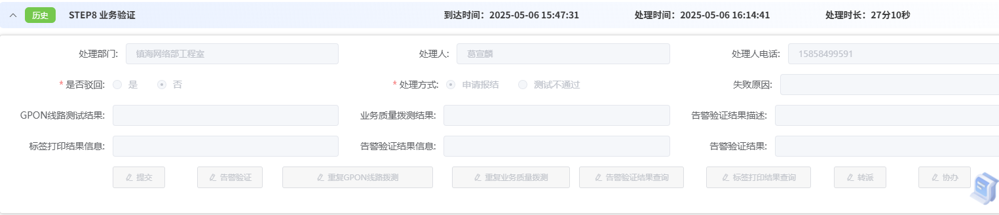 历史 STEP8 业务验证 到达时间：2025-05-06 15:47:31 处理时间：2025-05-06 16:14:41 处理时长：27分10秒
处理部门: 镇海网络部工程室 处理人: 葛宣麟 处理人电话: 15858499591
* 是否驳回: 是 否 * 处理方式: 申请报结 测试不通过 失败原因:
GPON线路测试结果: 业务质量拨测结果: 告警验证结果描述:
标签打印结果信息: 告警验证结果信息: 告警验证结果:
提交 告警验证 重复GPON线路拨测 重复业务质量拨测 告警验证结果查询 标签打印结果查询 转派 协办